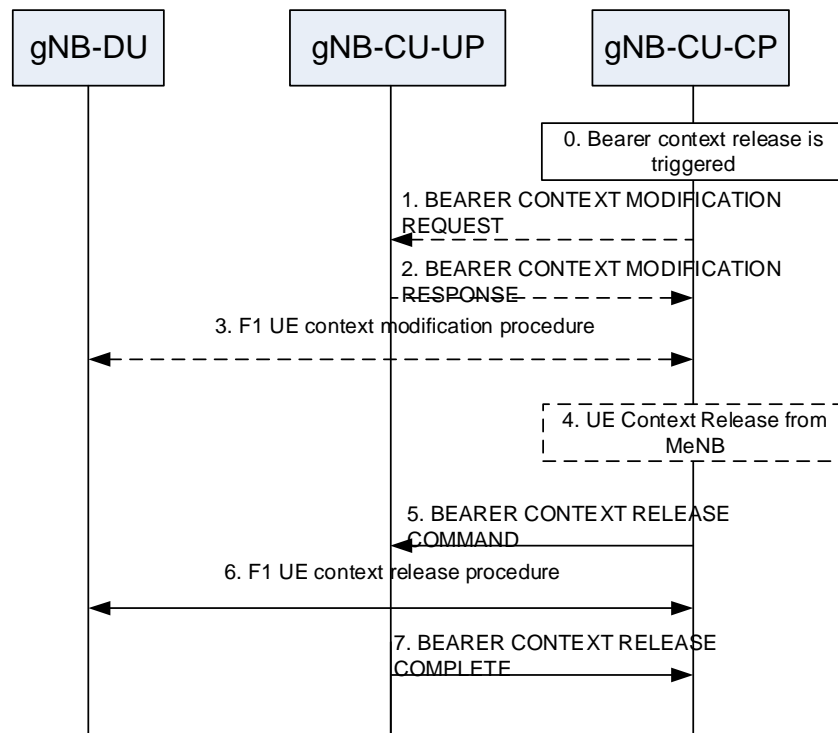 gNB-DU
gNB-CU-UP
gNB-CU-CP
0. Bearer context release is
triggered
1. BEARER CONTEXT MODIFICATION
REQUEST
2. BEARER CONTEXT MODIFICATION
RESPONSE
3. F1 UE context modification procedure
4. UE Context Release from
MeNB
5. BEARER CONTEXT RELEASE
COMMAND
6. F1 UE context release procedure
7. BEARER CONTEXT RELEASE
COMPLETE